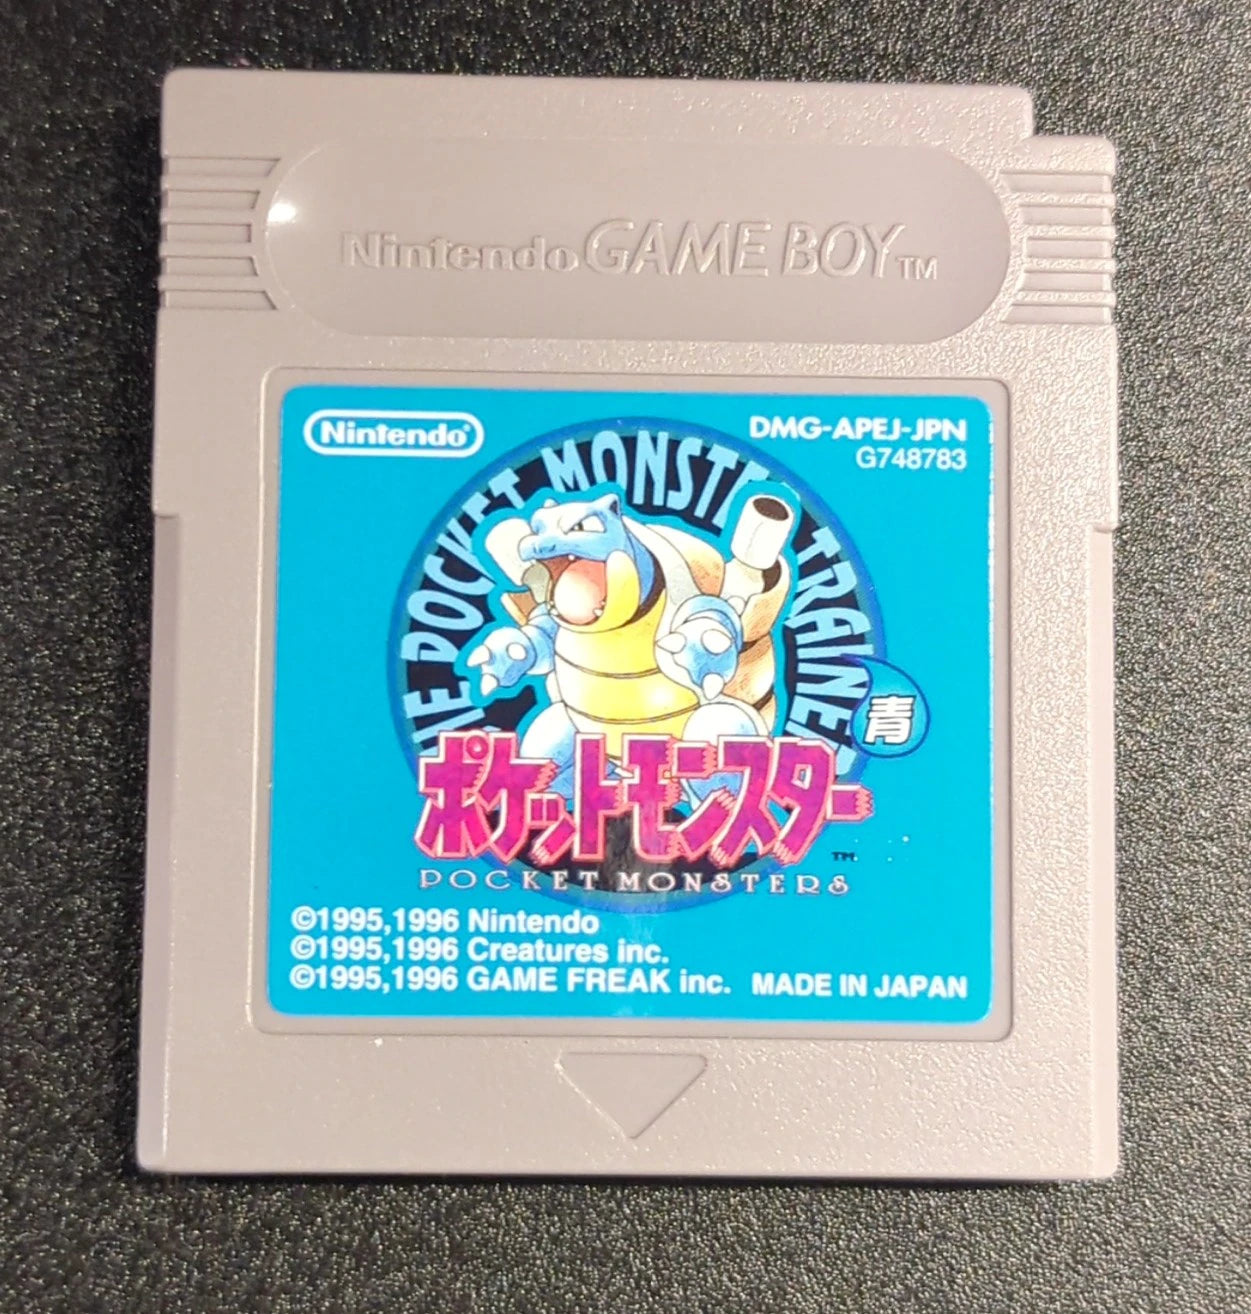 Nintendo GAME BOY™
Nintendo®
DMG-APEJ-JPN
G748783
POCKET MONSTER TRAINER
青
ポケットモンスター
™
POCKET MONSTERS
©1995,1996 Nintendo
©1995,1996 Creatures inc.
©1995,1996 GAME FREAK inc. MADE IN JAPAN